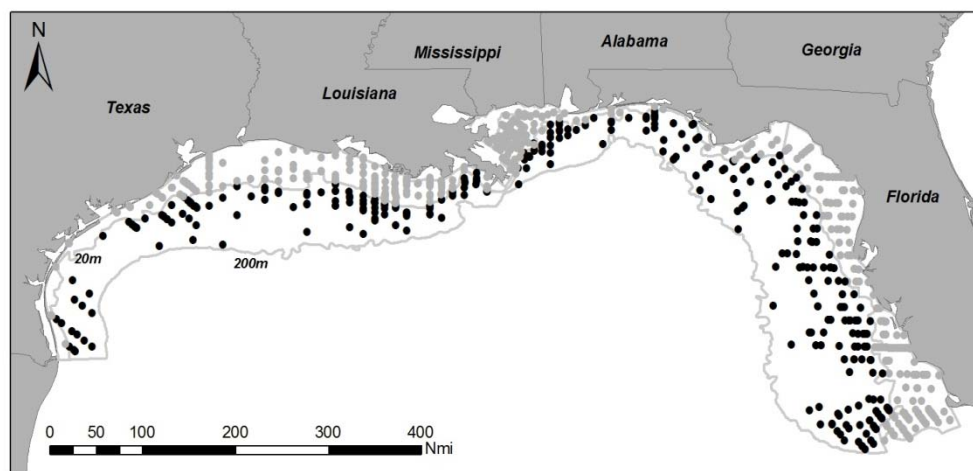 N
Mississippi
Alabama
Georgia
Louisiana
Texas
Florida
20m
200m
0 50 100 200 300 400
Nmi